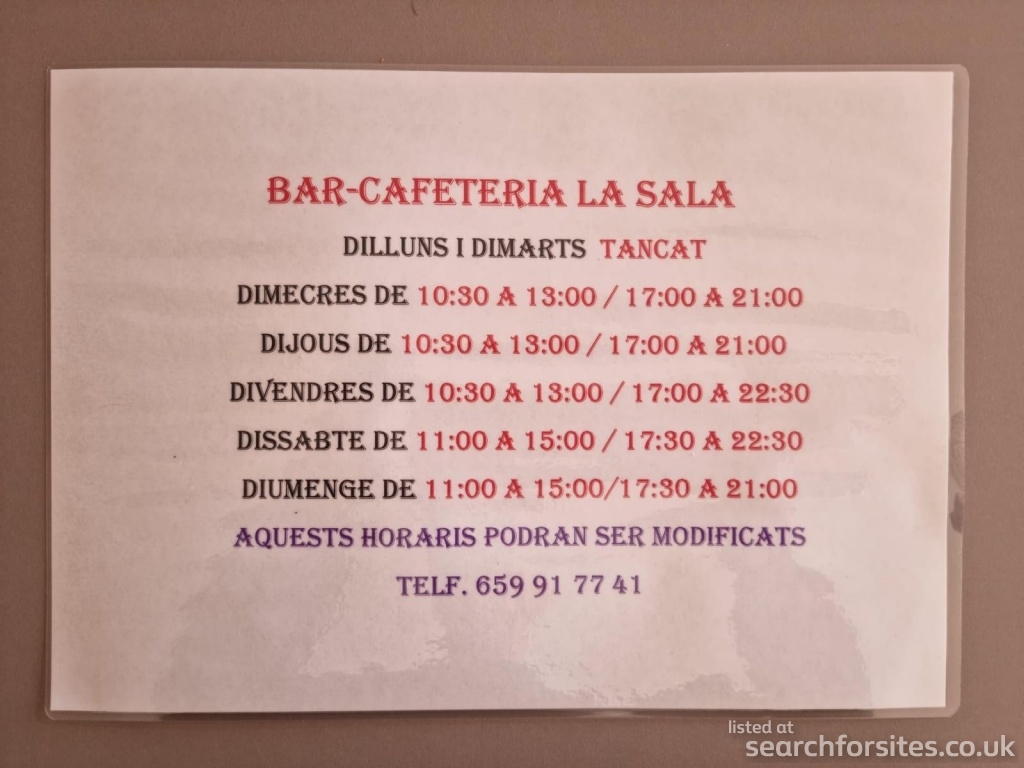 BAR-CAFETERIA LA SALA
DILLUNS I DIMARTS TANCAT
DIMECRES DE 10:30 A 13:00 / 17:00 A 21:00
DIJOUS DE 10:30 A 13:00 / 17:00 A 21:00
DIVENDRES DE 10:30 A 13:00 / 17:00 A 22:30
DISSABTE DE 11:00 A 15:00 / 17:30 A 22:30
DIUMENGE DE 11:00 A 15:00/17:30 A 21:00
AQUESTS HORARIS PODRAN SER MODIFICATS
TELF. 659 91 77 41
listed at
searchforsites.co.uk